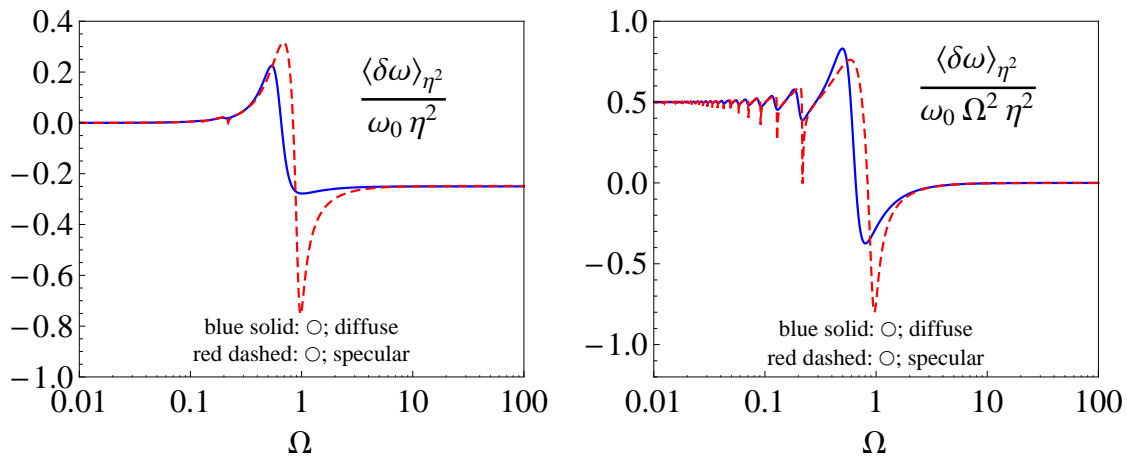 0.4
0.2
0.0
−0.2
−0.4
−0.6
−0.8
−1.0
⟨δω⟩η²
ω₀ η²
blue solid: ○; diffuse
red dashed: ○; specular
0.01 0.1 1 10 100
Ω
1.0
0.5
0.0
−0.5
−1.0
⟨δω⟩η²
ω₀ Ω² η²
blue solid: ○; diffuse
red dashed: ○; specular
0.01 0.1 1 10 100
Ω